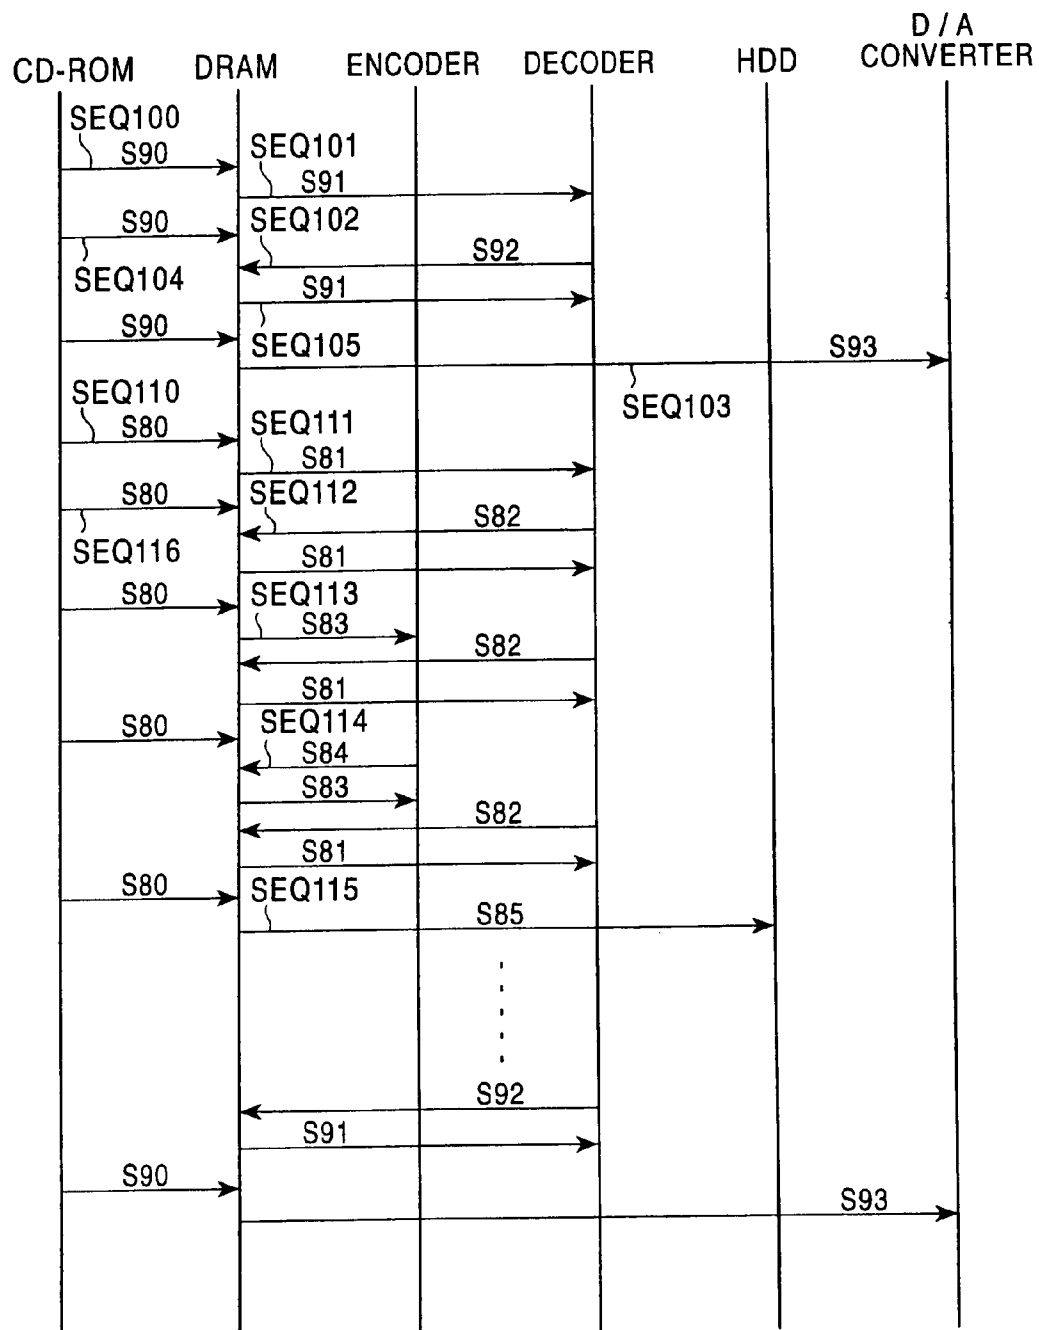 D / A
CD-ROM DRAM ENCODER DECODER HDD CONVERTER
SEQ100
S90
SEQ101
S91
S90
SEQ102
S92
SEQ104
S91
S90
SEQ105
S93
SEQ103
SEQ110
S80
SEQ111
S81
S80
SEQ112
S82
SEQ116
S81
S80
SEQ113
S83
S82
S81
S80
SEQ114
S84
S83
S82
S81
S80
SEQ115
S85
S92
S91
S90
S93